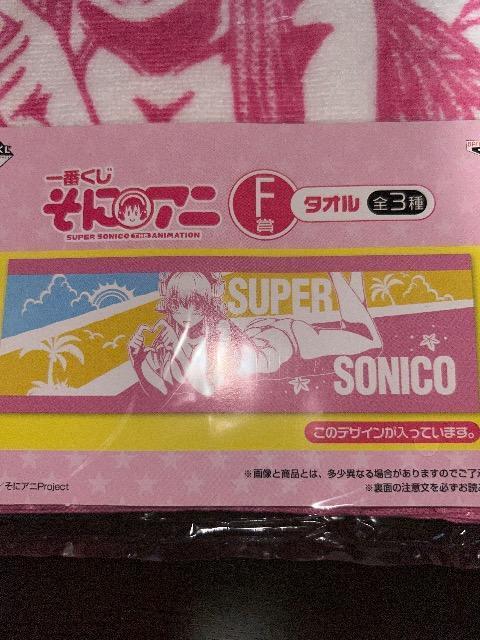 一番くじ
そにアニ
SUPER SONICO THE ANIMATION
F賞
タオル 全3種
SUPER
SONICO
このデザインが入っています。
※画像と商品とは、多少異なる場合がありますのでご了
/そにアニProject
※裏面の注意文を必ずお読